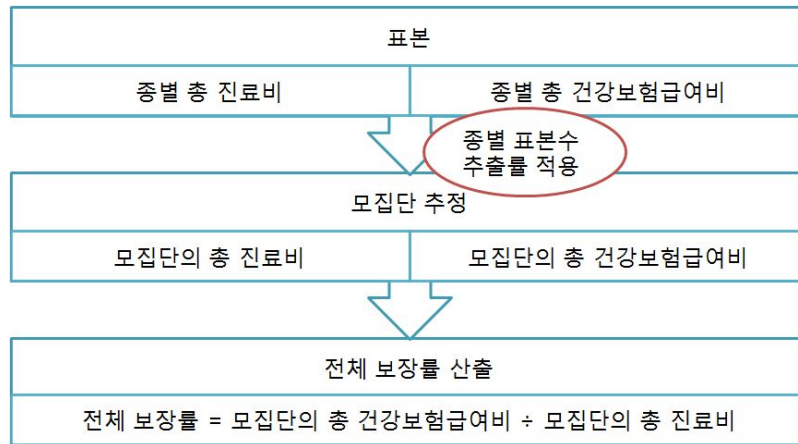 표본
종별 총 진료비
종별 총 건강보험급여비
종별 표본수
추출률 적용
모집단 추정
모집단의 총 진료비
모집단의 총 건강보험급여비
전체 보장률 산출
전체 보장률 = 모집단의 총 건강보험급여비 ÷ 모집단의 총 진료비